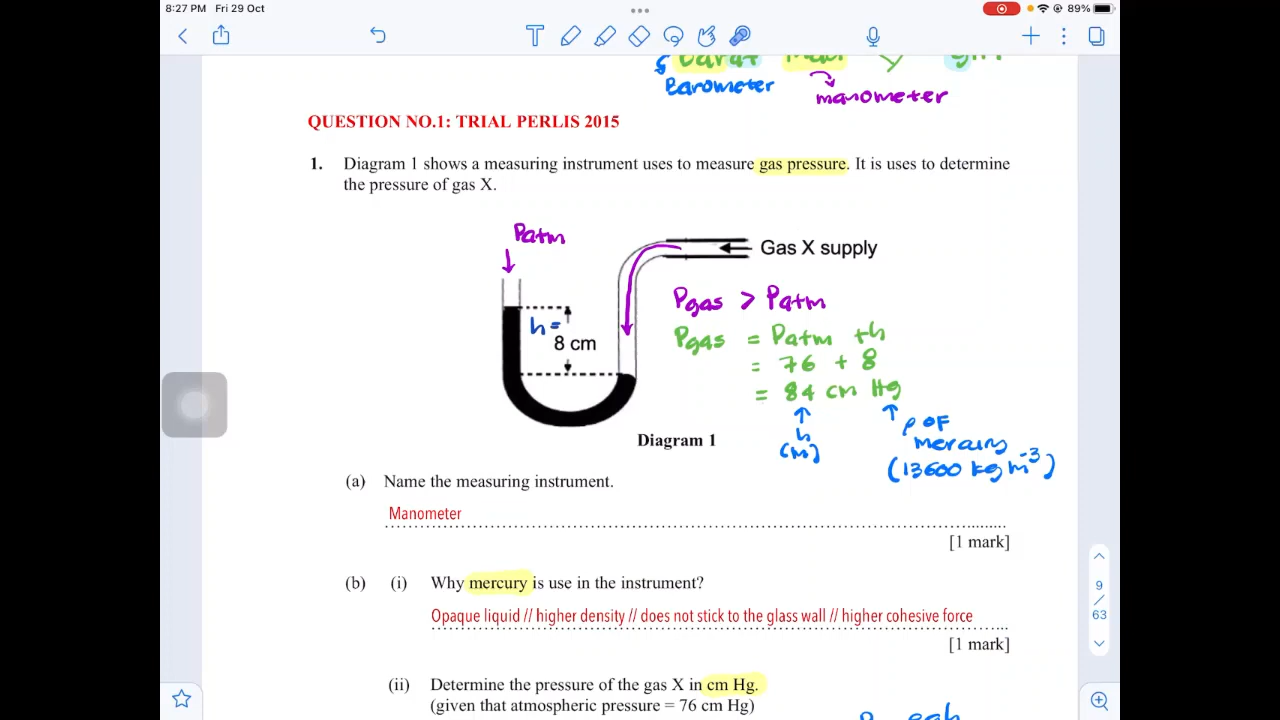 8:27 PM Fri 29 Oct
89%
Barometer
manometer
QUESTION NO.1: TRIAL PERLIS 2015
1. Diagram 1 shows a measuring instrument uses to measure gas pressure. It is uses to determine
the pressure of gas X.
Patm
Gas X supply
Pgas > Patm
h =
8 cm
Pgas = Patm + h
= 76 + 8
= 84 cm Hg
h
(m)
ρ of
mercury
(13600 kg m⁻³)
Diagram 1
(a) Name the measuring instrument.
Manometer
[1 mark]
(b) (i) Why mercury is use in the instrument?
Opaque liquid // higher density // does not stick to the glass wall // higher cohesive force
[1 mark]
(ii) Determine the pressure of the gas X in cm Hg.
(given that atmospheric pressure = 76 cm Hg)
9
/
63